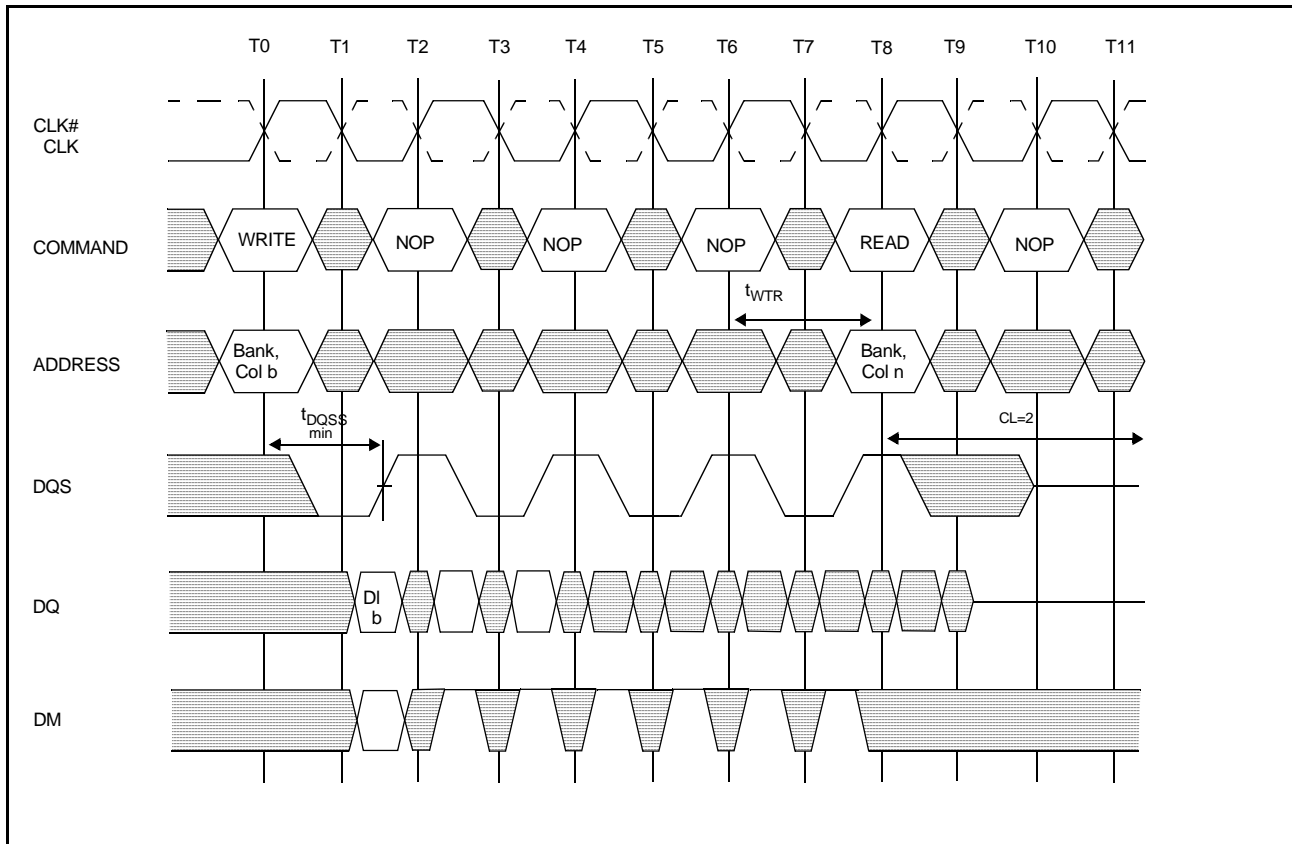 T0 T1 T2 T3 T4 T5 T6 T7 T8 T9 T10 T11
CLK#
CLK
COMMAND WRITE NOP NOP NOP READ NOP
tWTR
ADDRESS
Bank,
Col b
Bank,
Col n
tDQSS
min
CL=2
DQS
DQ
DI
b
DM